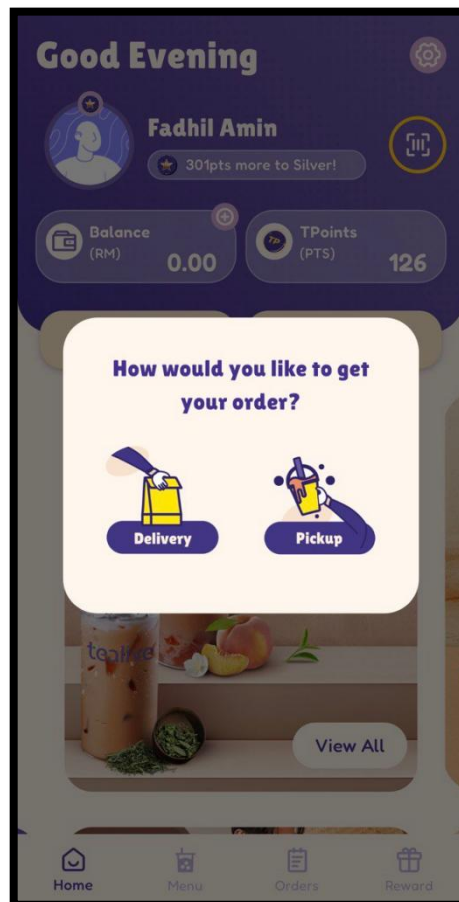 Good Evening
Fadhil Amin
301pts more to Silver!
Balance
(RM)
0.00
TPoints
(PTS)
126
How would you like to get
your order?
Delivery
Pickup
tealive
View All
Home
Menu
Orders
Reward